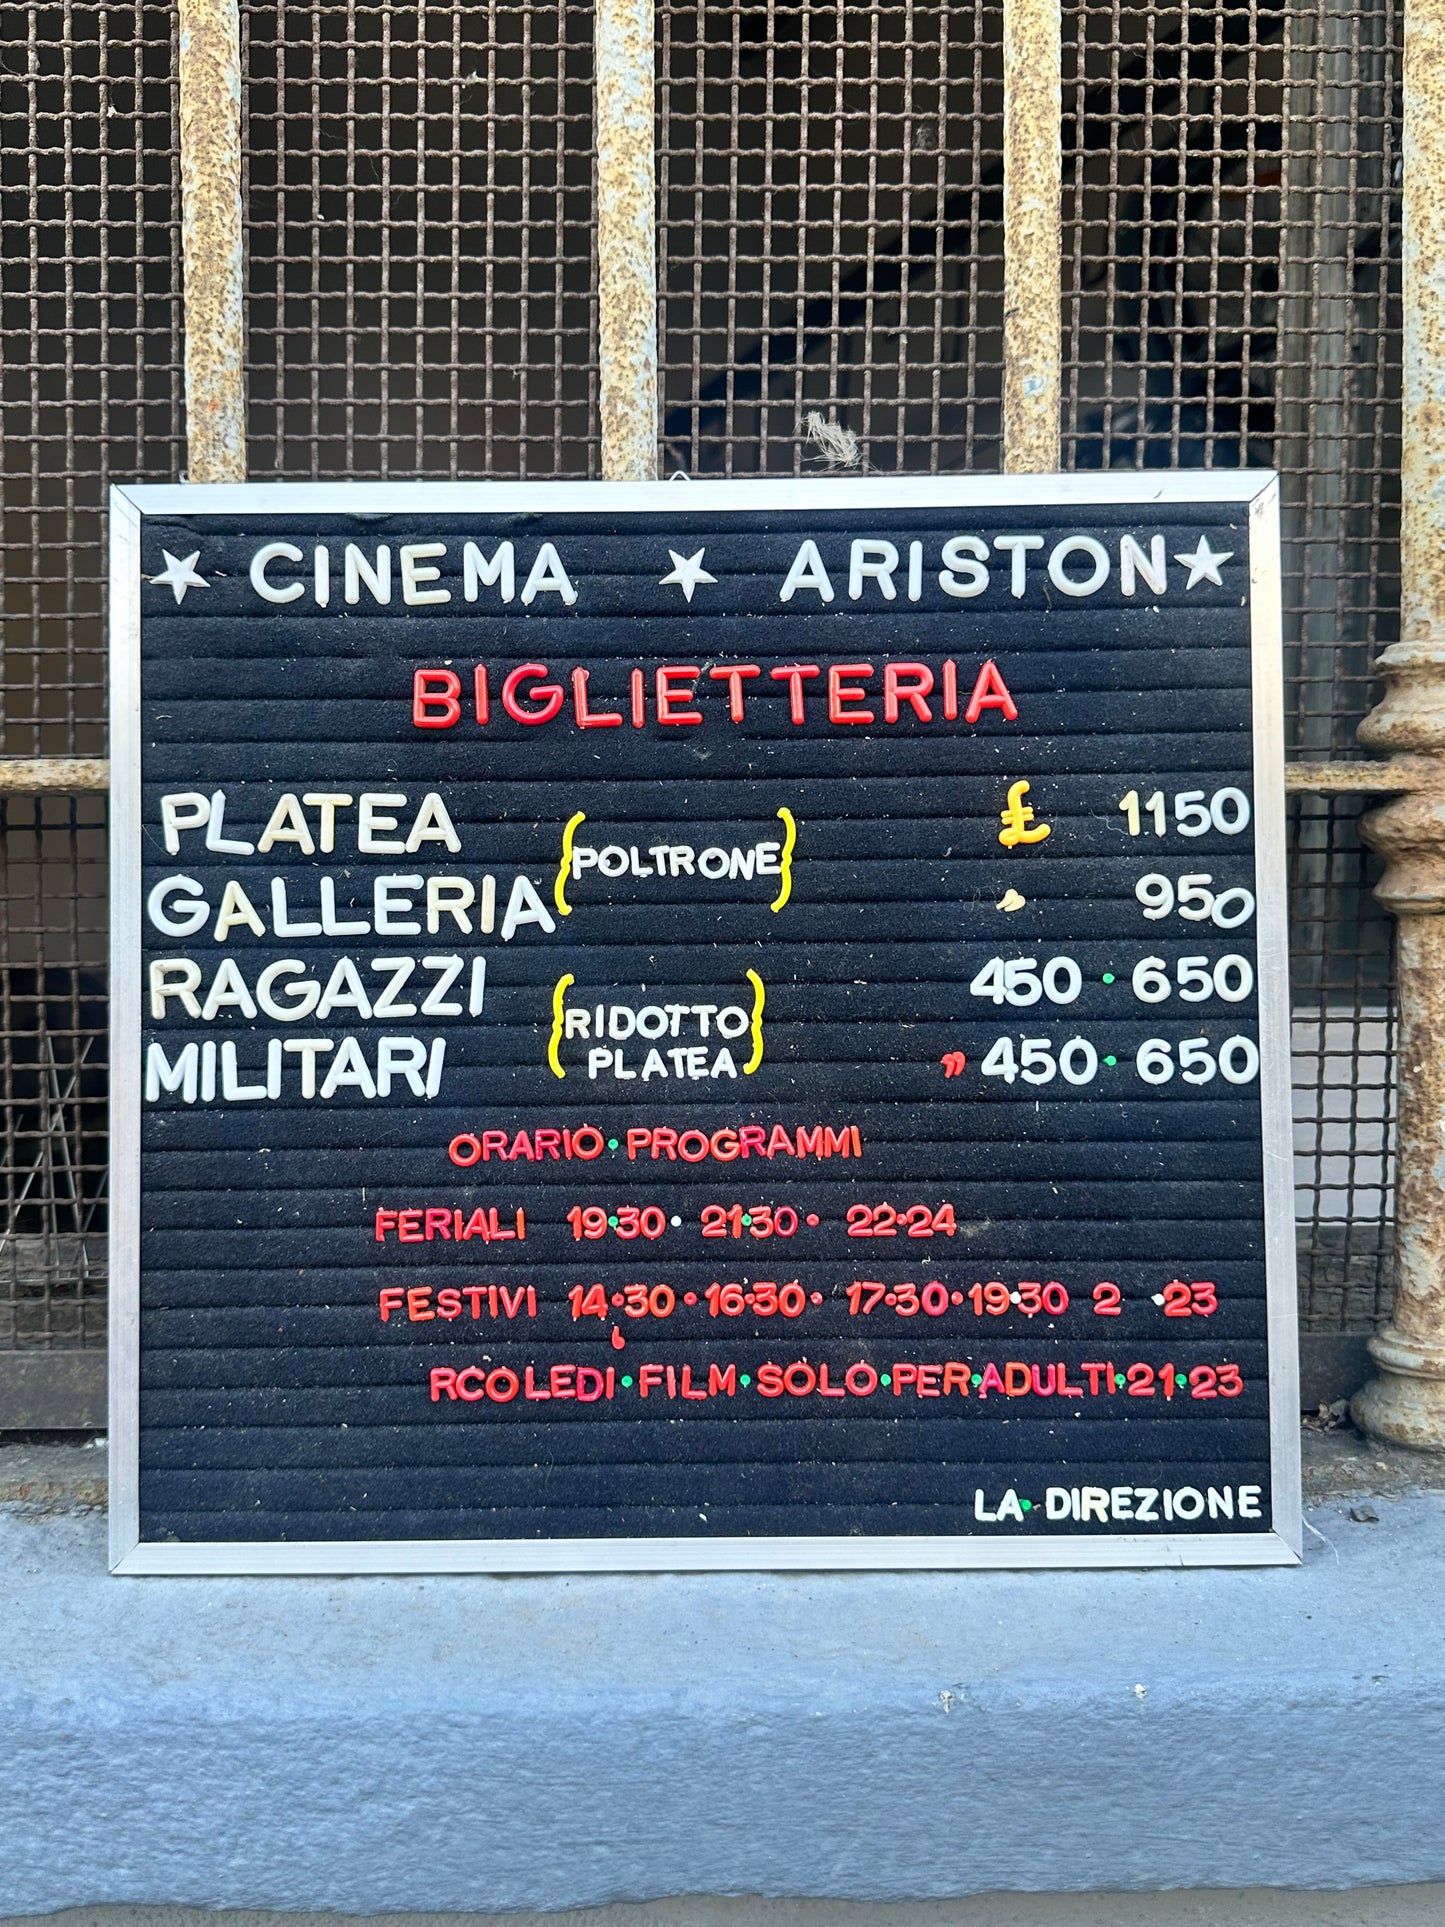 ★ CINEMA ★ ARISTON ★
BIGLIETTERIA
PLATEA £ 1150
(POLTRONE)
GALLERIA 950
RAGAZZI 450·650
(RIDOTTO
PLATEA)
MILITARI " 450·650
ORARIO·PROGRAMMI
FERIALI 19·30· 21·30· 22·24
FESTIVI 14·30·16·30· 17·30·19·30 2 ·23
RCOLEDI·FILM·SOLO·PER·ADULTI·21·23
LA·DIREZIONE